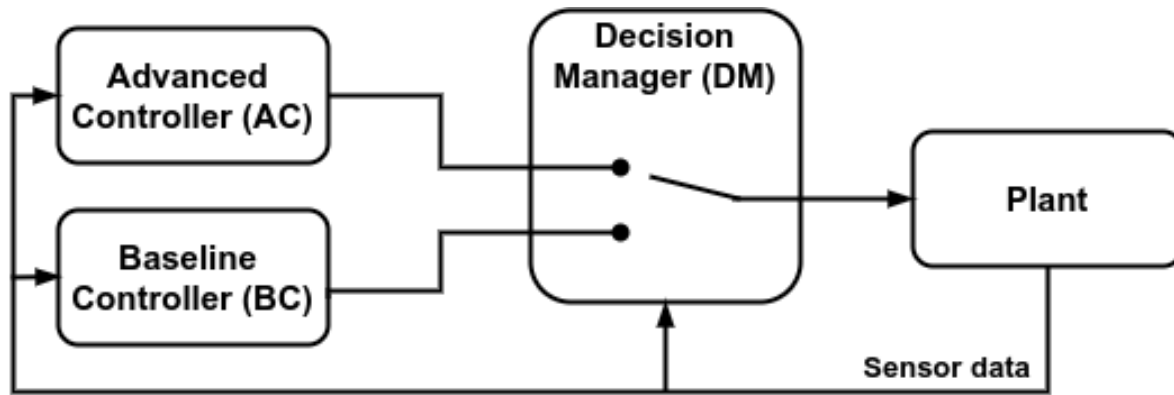 Advanced
Controller (AC)
Baseline
Controller (BC)
Decision
Manager (DM)
Plant
Sensor data